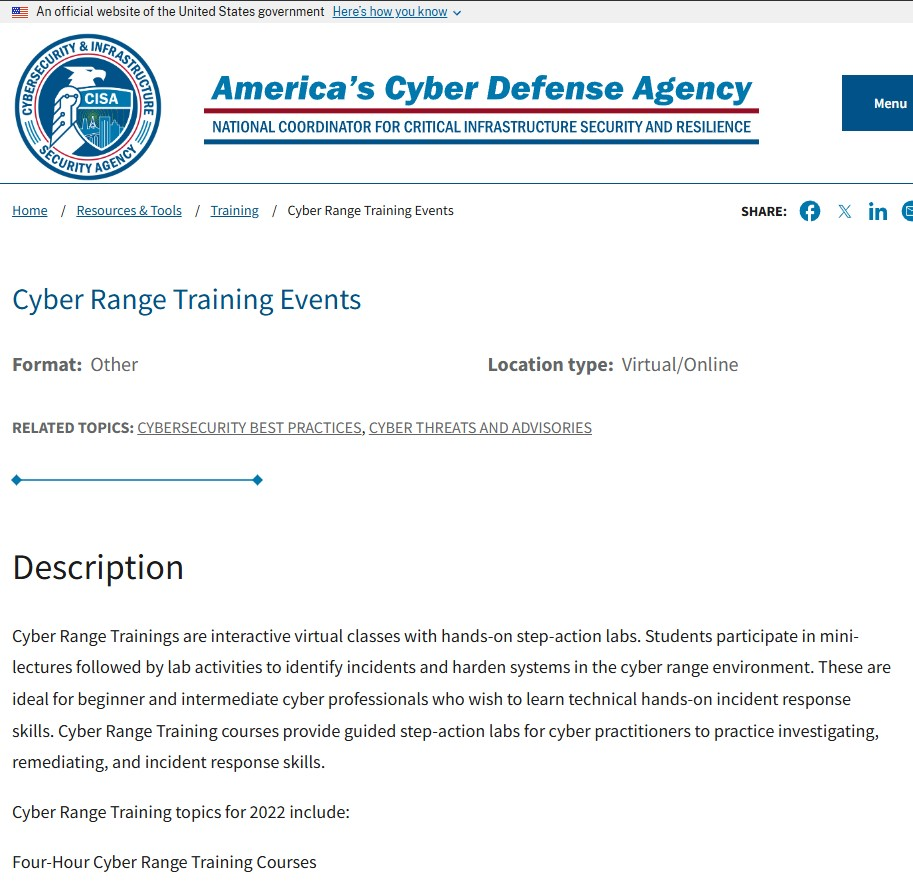 An official website of the United States government Here's how you know
CYBERSECURITY & INFRASTRUCTURE
SECURITY AGENCY
CISA
America's Cyber Defense Agency
NATIONAL COORDINATOR FOR CRITICAL INFRASTRUCTURE SECURITY AND RESILIENCE
Menu
Home / Resources & Tools / Training / Cyber Range Training Events
SHARE:
Cyber Range Training Events
Format: Other
Location type: Virtual/Online
RELATED TOPICS: CYBERSECURITY BEST PRACTICES, CYBER THREATS AND ADVISORIES
Description
Cyber Range Trainings are interactive virtual classes with hands-on step-action labs. Students participate in mini-
lectures followed by lab activities to identify incidents and harden systems in the cyber range environment. These are
ideal for beginner and intermediate cyber professionals who wish to learn technical hands-on incident response
skills. Cyber Range Training courses provide guided step-action labs for cyber practitioners to practice investigating,
remediating, and incident response skills.
Cyber Range Training topics for 2022 include:
Four-Hour Cyber Range Training Courses